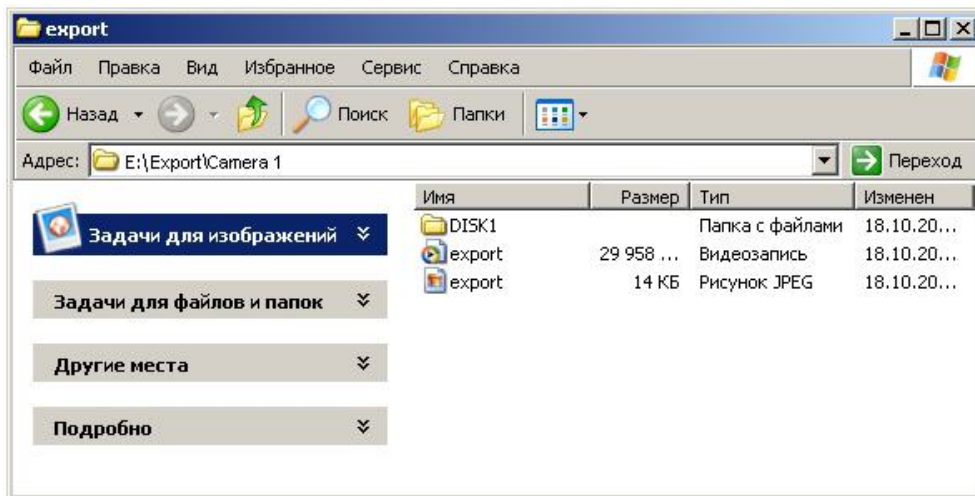 export
Файл Правка Вид Избранное Сервис Справка
Назад Поиск Папки
Адрес: E:\Export\Camera 1 Переход
Имя Размер Тип Изменен
DISK1 Папка с файлами 18.10.20...
export 29 958 ... Видеозапись 18.10.20...
export 14 КБ Рисунок JPEG 18.10.20...
Задачи для изображений
Задачи для файлов и папок
Другие места
Подробно